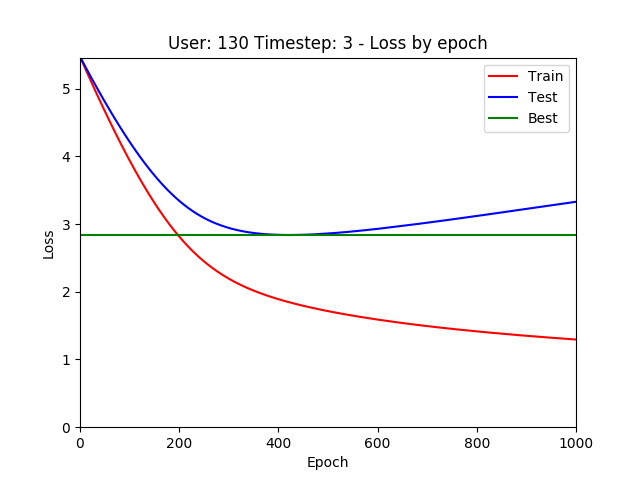 User: 130 Timestep: 3 - Loss by epoch
Train
Test
Best
Loss
5
4
3
2
1
0
0 200 400 600 800 1000
Epoch